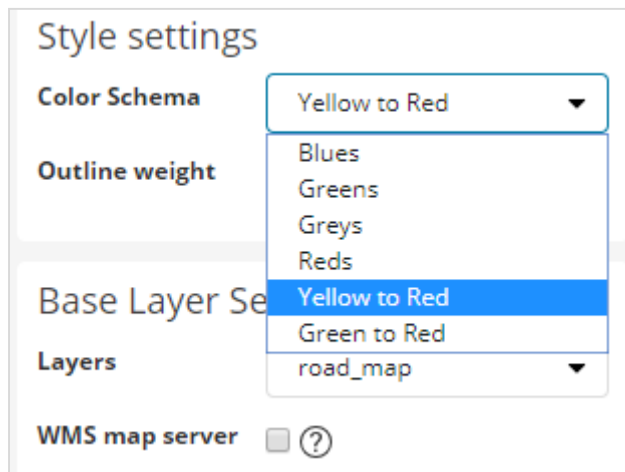 Style settings
Color Schema
Yellow to Red
Blues
Outline weight
Greens
Greys
Reds
Base Layer Se
Yellow to Red
Green to Red
Layers
road_map
WMS map server ?